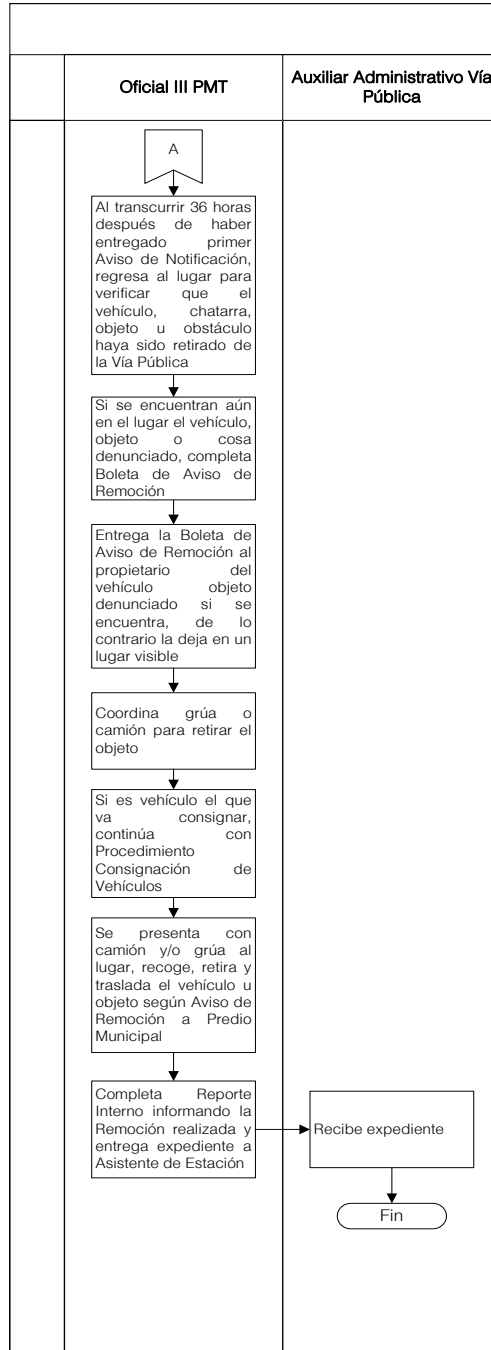 Oficial III PMT
Auxiliar Administrativo Vía
Pública
A
Al transcurrir 36 horas
después de haber
entregado primer
Aviso de Notificación,
regresa al lugar para
verificar que el
vehículo, chatarra,
objeto u obstáculo
haya sido retirado de
la Vía Pública
Si se encuentran aún
en el lugar el vehículo,
objeto o cosa
denunciado, completa
Boleta de Aviso de
Remoción
Entrega la Boleta de
Aviso de Remoción al
propietario del
vehículo objeto
denunciado si se
encuentra, de lo
contrario la deja en un
lugar visible
Coordina grúa o
camión para retirar el
objeto
Si es vehículo el que
va consignar,
continúa con
Procedimiento
Consignación de
Vehículos
Se presenta con
camión y/o grúa al
lugar, recoge, retira y
traslada el vehículo u
objeto según Aviso de
Remoción a Predio
Municipal
Completa Reporte
Interno informando la
Remoción realizada y
entrega expediente a
Asistente de Estación
Recibe expediente
Fin